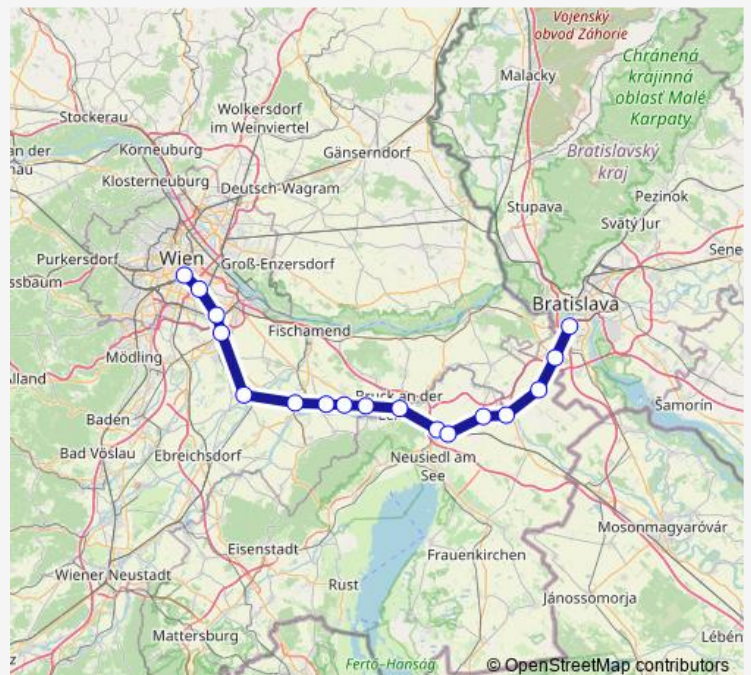 Vojenský
obvod Záhorie
Chránená
krajinná
oblasť Malé
Karpaty
Malacky
Wolkersdorf
im Weinviertel
Stockerau
Korneuburg
Gänserndorf
an der
Bratislavský
kraj
Klosterneuburg
Deutsch-Wagram
Pezinok
Stupava
Svätý Jur
Purkersdorf
Wien
Groß-Enzersdorf
Sene
ssbaum
Bratislava
Fischamend
Mödling
lland
Bruck an der
Šamorín
Baden
Bad Vöslau
Ebreichsdorf
Neusiedl am
See
Mosonmagyaróvár
Eisenstadt
Frauenkirchen
Wiener Neustadt
Rust
Jánossomorja
Mattersburg
Lébén
z
Fertő-Hanság
© OpenStreetMap contributors